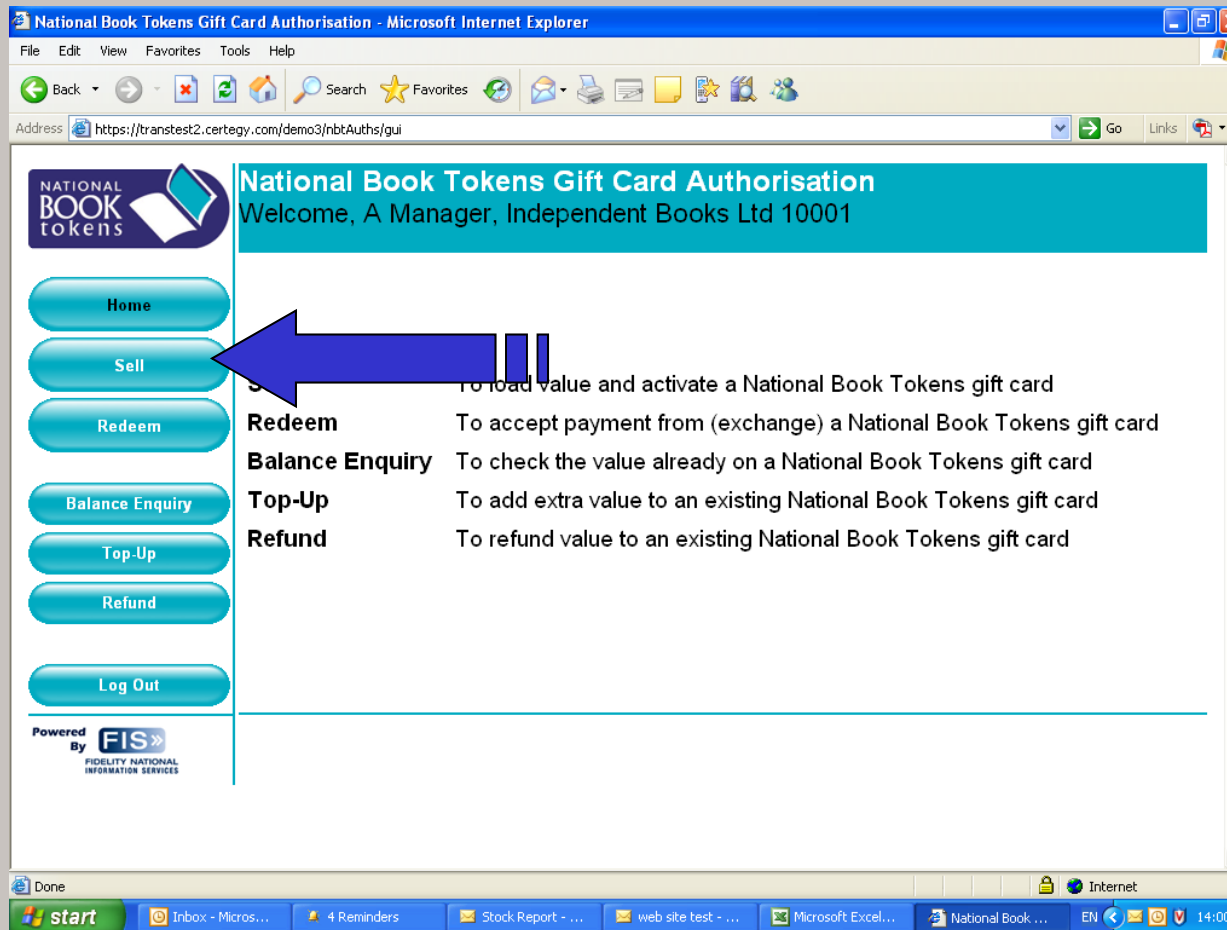 National Book Tokens Gift Card Authorisation - Microsoft Internet Explorer
File Edit View Favorites Tools Help
Back Search Favorites
Address https://transtest2.certegy.com/demo3/nbtAuths/gui Go Links
NATIONAL
BOOK
tokens
National Book Tokens Gift Card Authorisation
Welcome, A Manager, Independent Books Ltd 10001
Home
Sell
Redeem
Balance Enquiry
Top-Up
Refund
Log Out
To load value and activate a National Book Tokens gift card
Redeem To accept payment from (exchange) a National Book Tokens gift card
Balance Enquiry To check the value already on a National Book Tokens gift card
Top-Up To add extra value to an existing National Book Tokens gift card
Refund To refund value to an existing National Book Tokens gift card
Powered
By FIS
FIDELITY NATIONAL
INFORMATION SERVICES
Done Internet
start Inbox - Micros... 4 Reminders Stock Report - ... web site test - ... Microsoft Excel... National Book ... EN 14:00